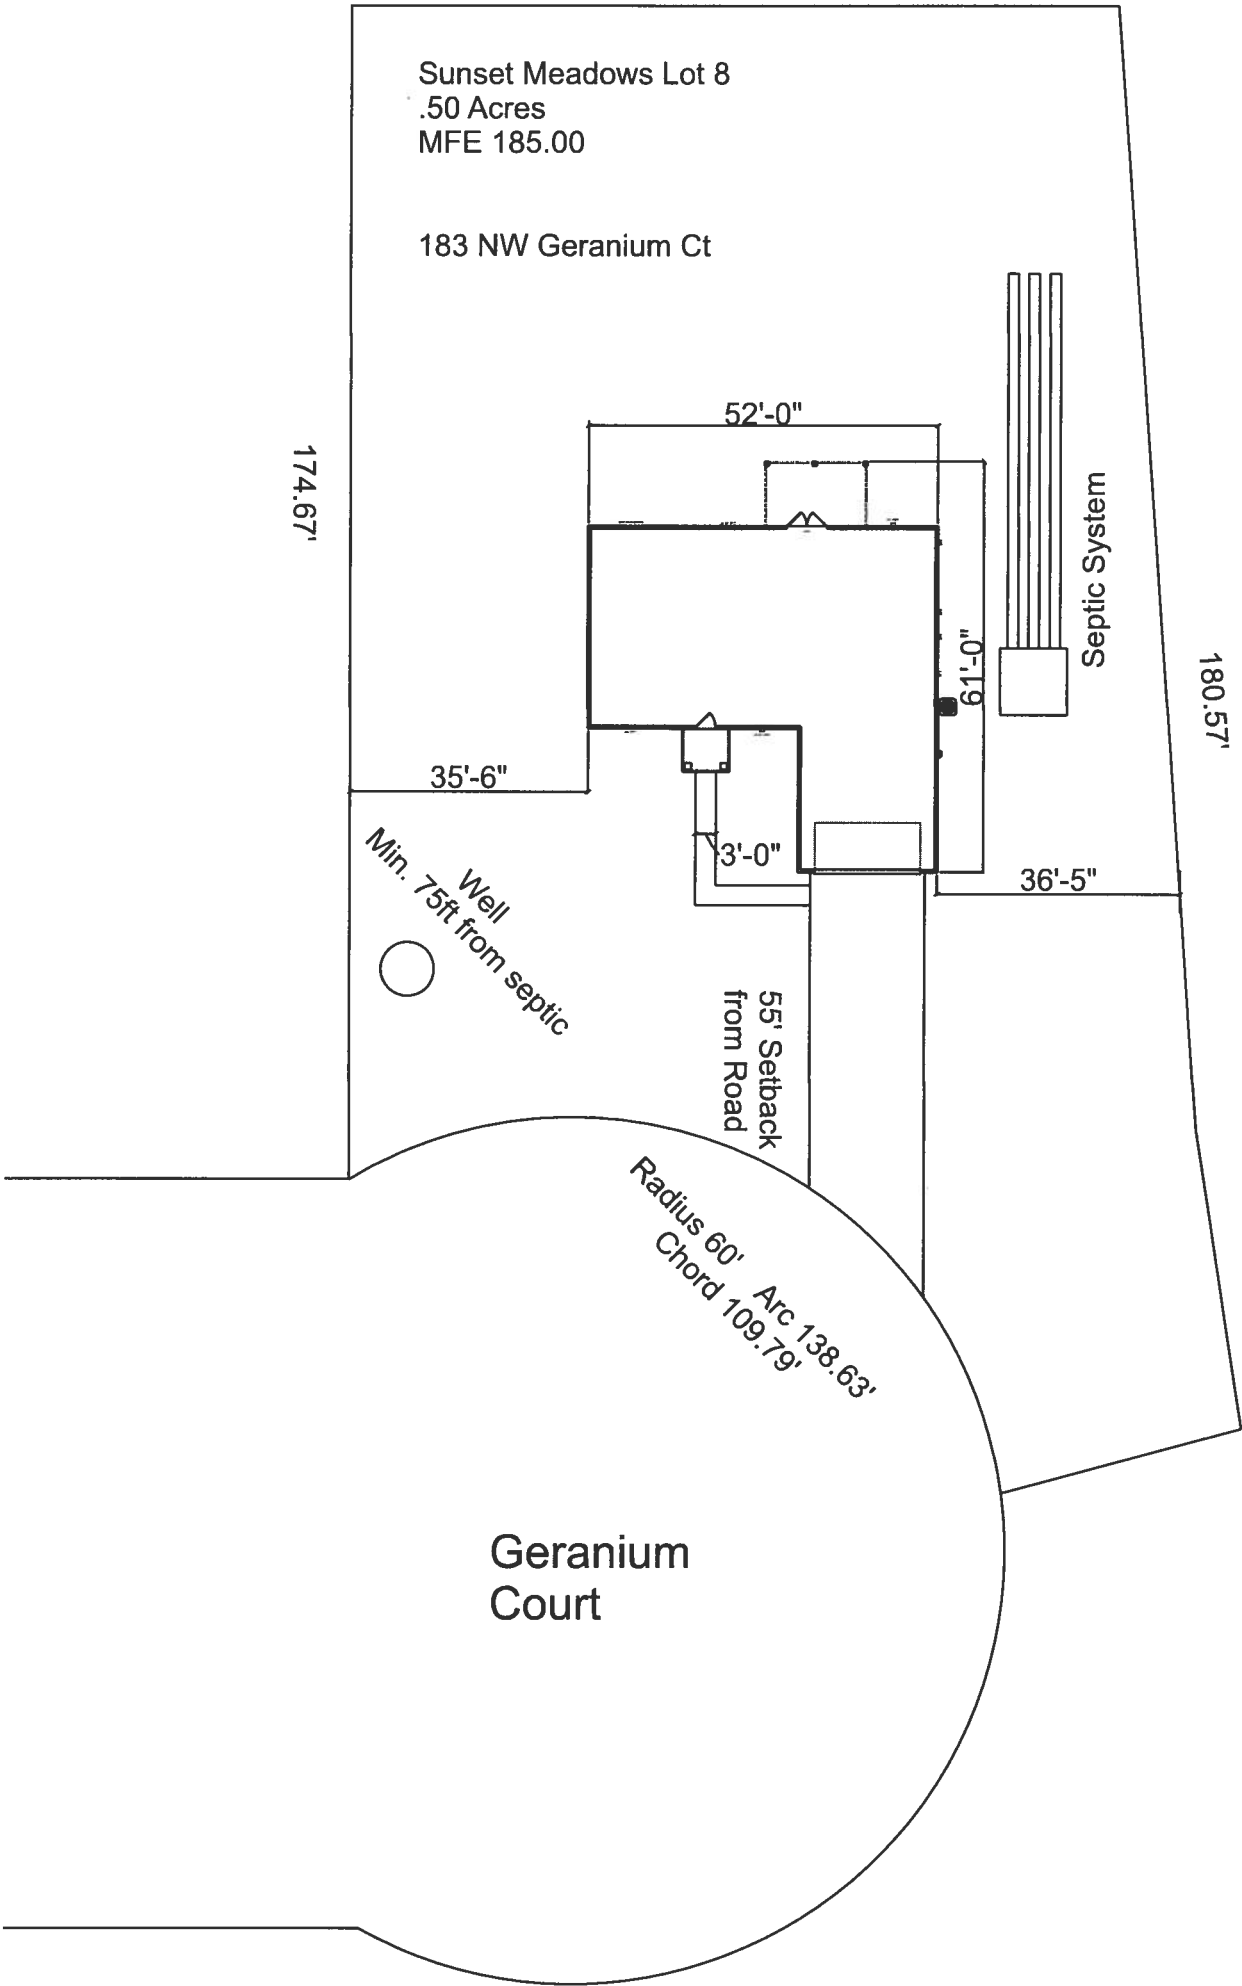 Sunset Meadows Lot 8
.50 Acres
MFE 185.00
183 NW Geranium Ct
52'-0"
174.67'
Septic System
61'-0"
180.57'
35'-6"
3'-0"
36'-5"
Well
Min. 75ft from septic
55' Setback
from Road
Radius 60' Arc 138.63'
Chord 109.79'
Geranium
Court